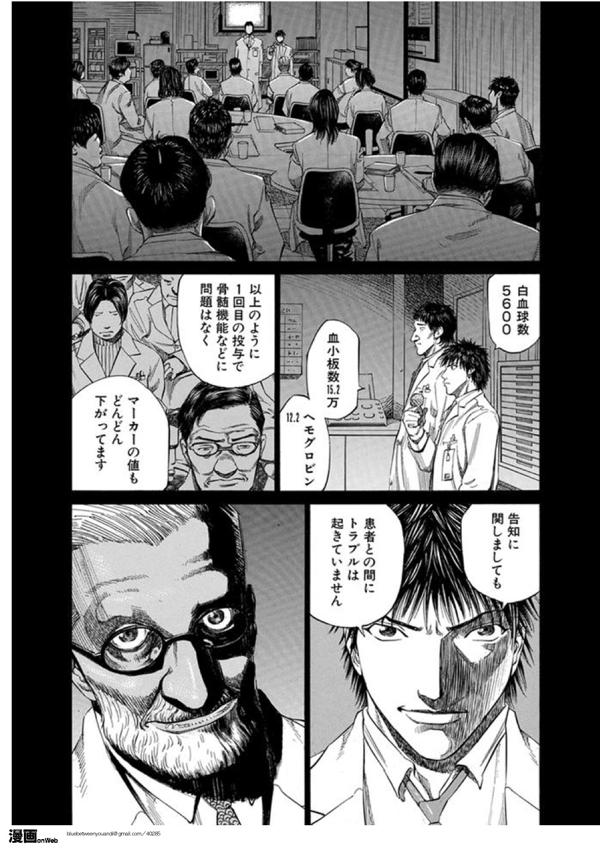 白血球数
5600
血小板数
15.2万
ヘモグロビン
12.2
以上のように
1回目の投与で
骨髄機能などに
問題はなく
マーカーの値も
どんどん
下がってます
告知に
関しましても
患者との間に
トラブルは
起きていません
漫画onWeb
bluebetweenyouandi@gmail.com/40285